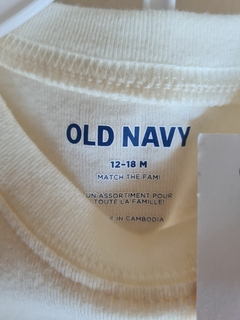 OLD NAVY
12-18 M
MATCH THE FAM!
UN ASSORTIMENT POUR
TOUTE LA FAMILLE!
IN CAMBODIA